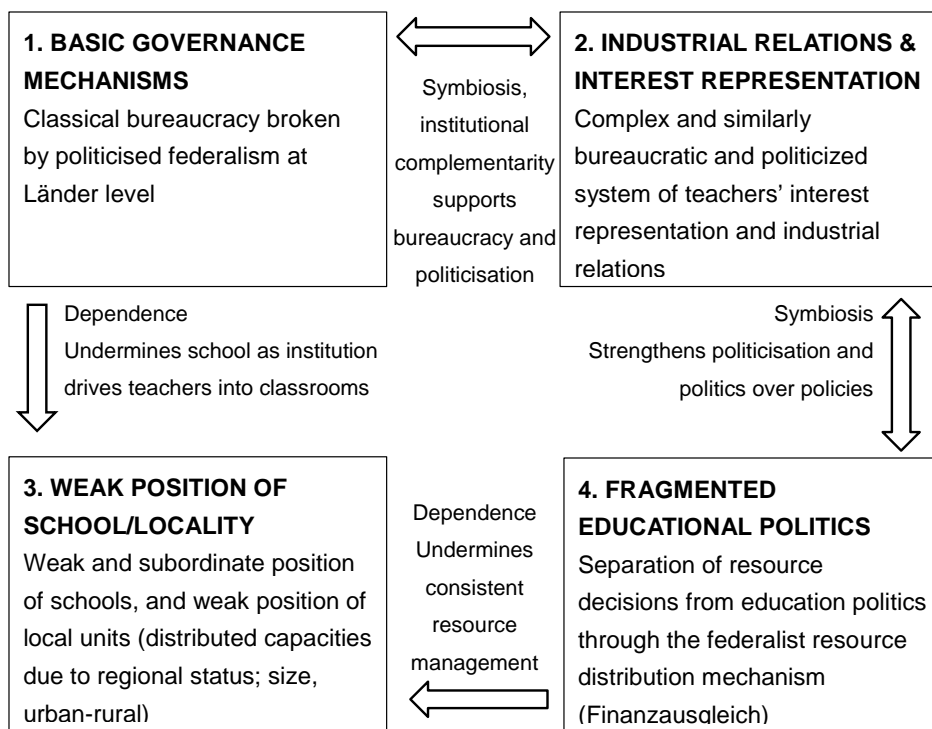 1. BASIC GOVERNANCE
MECHANISMS
Classical bureaucracy broken
by politicised federalism at
Länder level
Symbiosis,
institutional
complementarity
supports
bureaucracy and
politicisation
2. INDUSTRIAL RELATIONS &
INTEREST REPRESENTATION
Complex and similarly
bureaucratic and politicized
system of teachers’ interest
representation and industrial
relations
Dependence
Undermines school as institution
drives teachers into classrooms
Symbiosis
Strengthens politicisation and
politics over policies
3. WEAK POSITION OF
SCHOOL/LOCALITY
Weak and subordinate position
of schools, and weak position of
local units (distributed capacities
due to regional status; size,
urban-rural)
Dependence
Undermines
consistent
resource
management
4. FRAGMENTED
EDUCATIONAL POLITICS
Separation of resource
decisions from education politics
through the federalist resource
distribution mechanism
(Finanzausgleich)